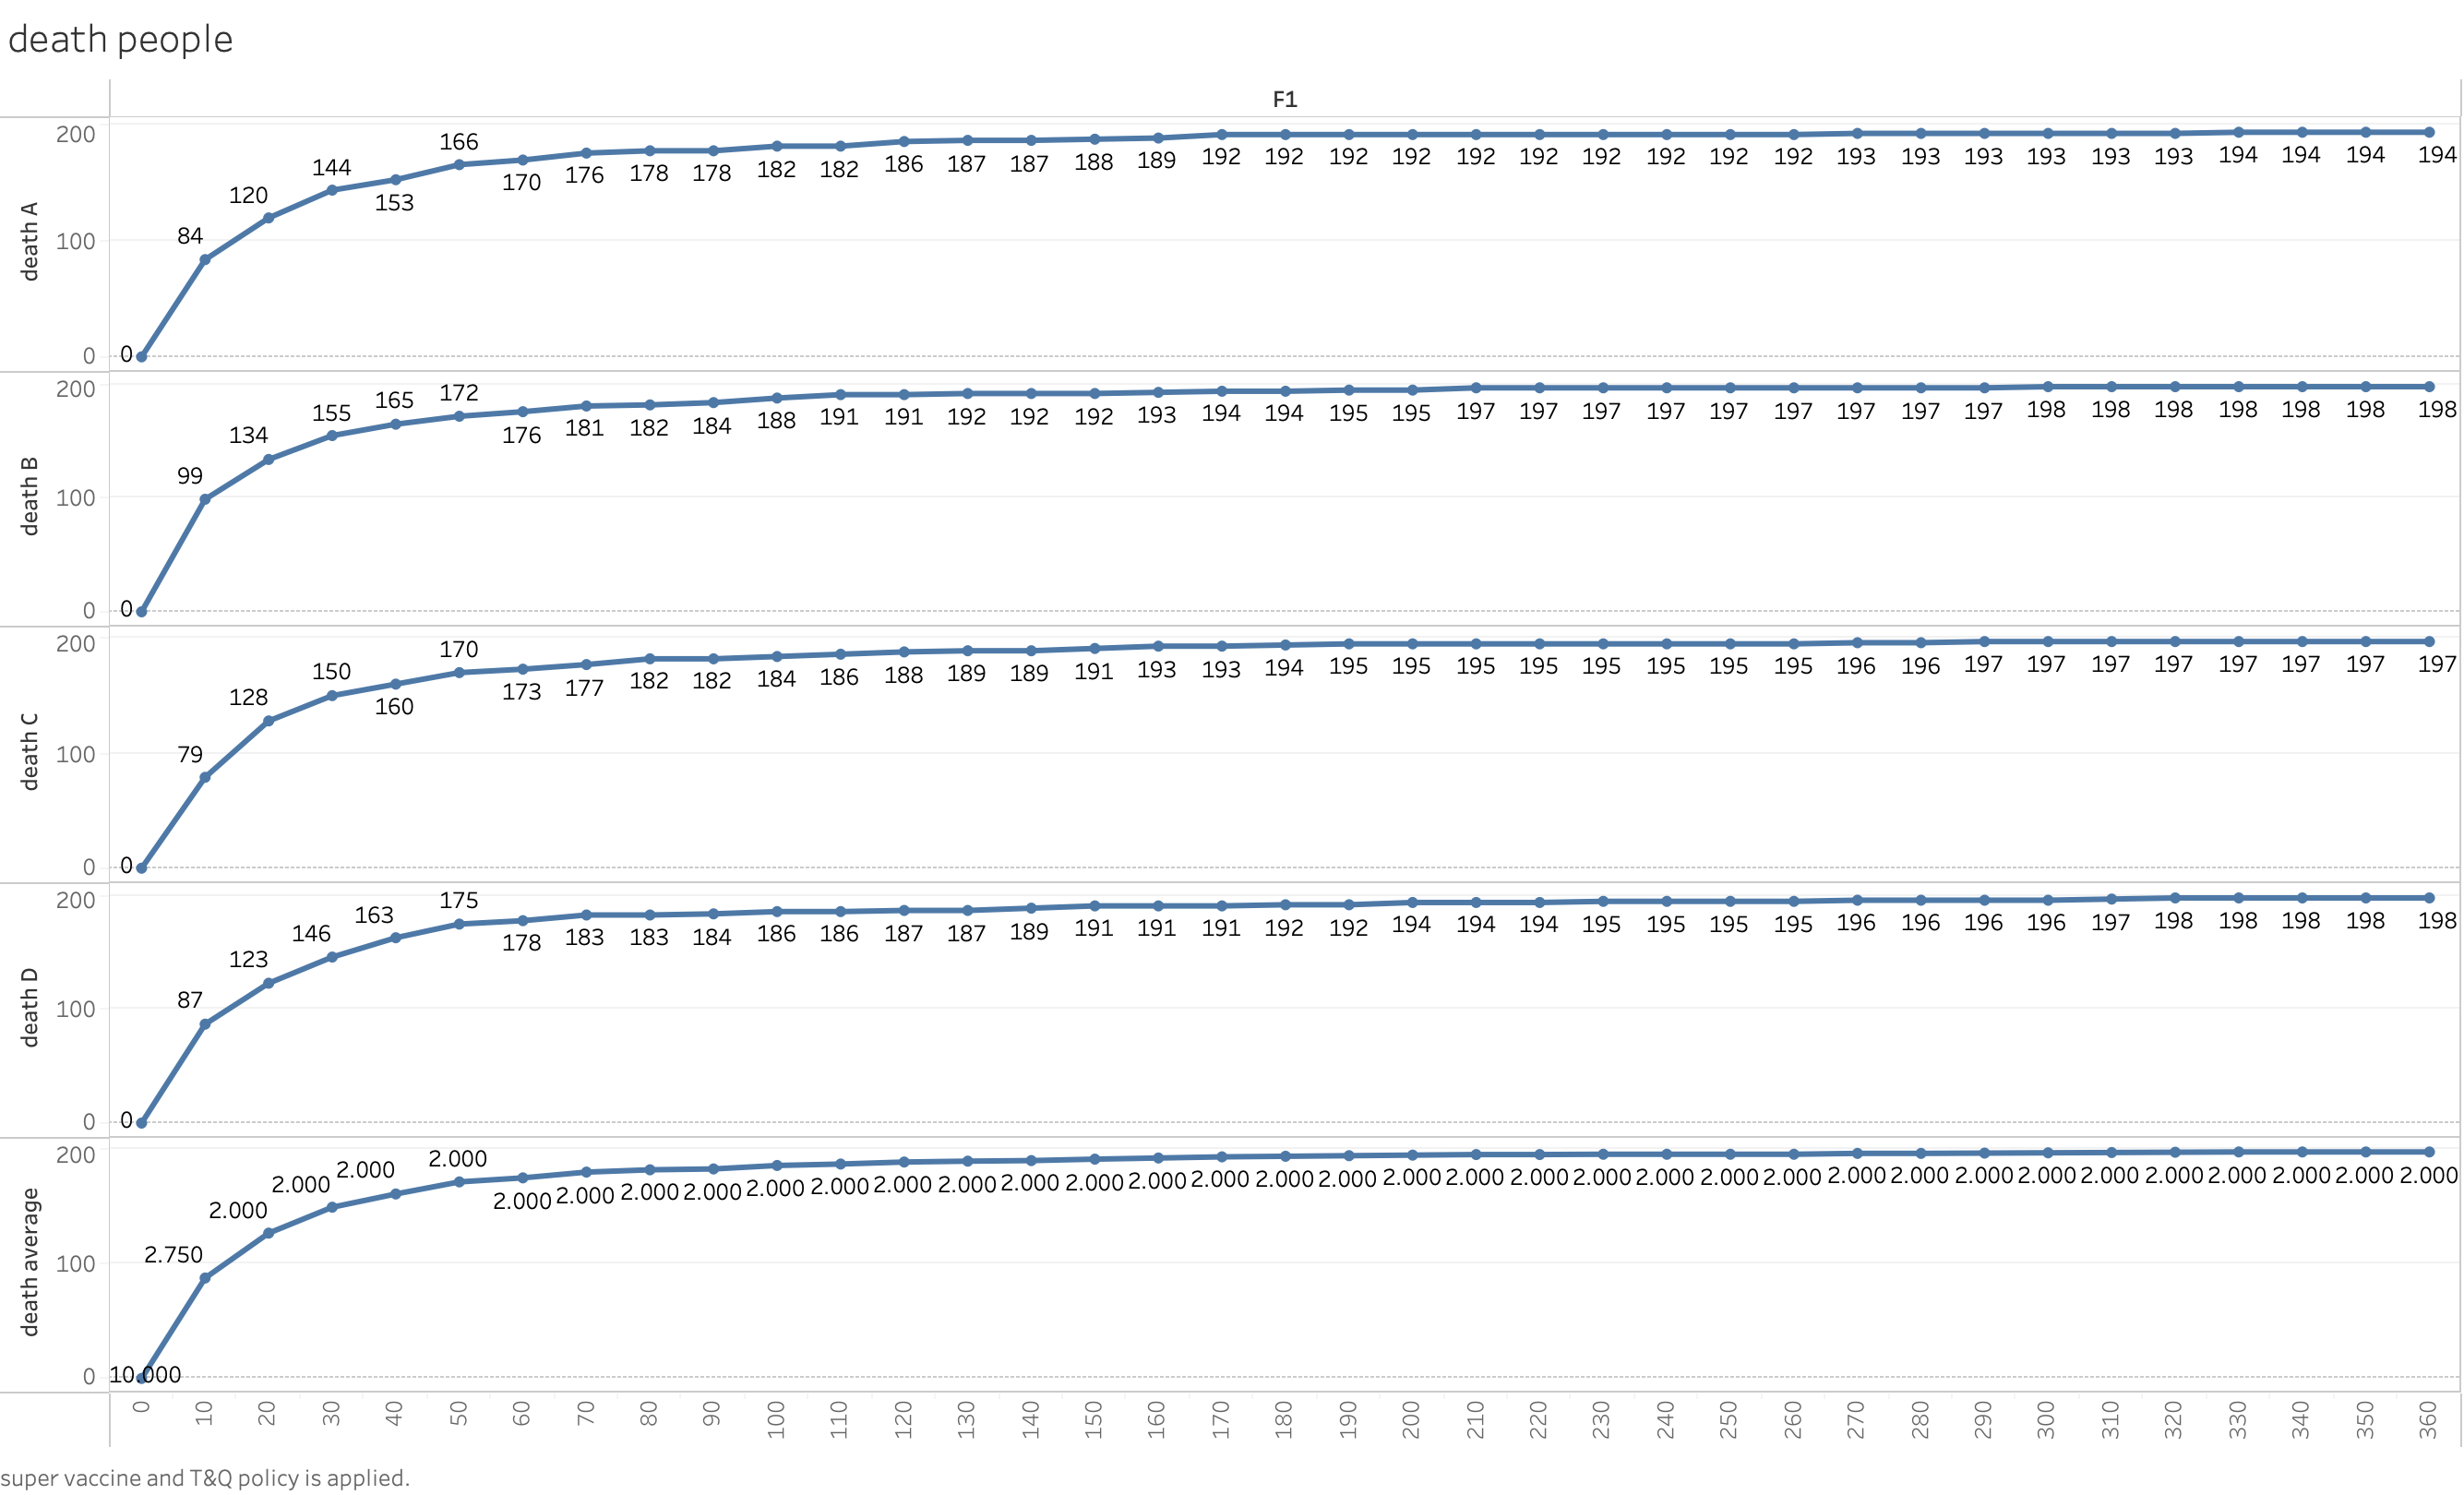 death people
F1
death A
200
100
0
0 84 120 144 153 166 170 176 178 178 182 182 186 187 187 188 189 192 192 192 192 192 192 192 192 192 192 193 193 193 193 193 193 194 194 194 194
death B
200
100
0
0 99 134 155 165 172 176 181 182 184 188 191 191 192 192 192 193 194 194 195 195 197 197 197 197 197 197 197 197 197 198 198 198 198 198 198 198
death C
200
100
0
0 79 128 150 160 170 173 177 182 182 184 186 188 189 189 191 193 193 194 195 195 195 195 195 195 195 195 196 196 197 197 197 197 197 197 197 197
death D
200
100
0
0 87 123 146 163 175 178 183 183 184 186 186 187 187 189 191 191 191 192 192 194 194 194 195 195 195 195 196 196 196 196 197 198 198 198 198 198
death average
200
100
0
10.000 2.750 2.000 2.000 2.000 2.000 2.000 2.000 2.000 2.000 2.000 2.000 2.000 2.000 2.000 2.000 2.000 2.000 2.000 2.000 2.000 2.000 2.000 2.000 2.000 2.000 2.000 2.000 2.000 2.000 2.000 2.000 2.000 2.000 2.000 2.000 2.000
0 10 20 30 40 50 60 70 80 90 100 110 120 130 140 150 160 170 180 190 200 210 220 230 240 250 260 270 280 290 300 310 320 330 340 350 360
super vaccine and T&Q policy is applied.